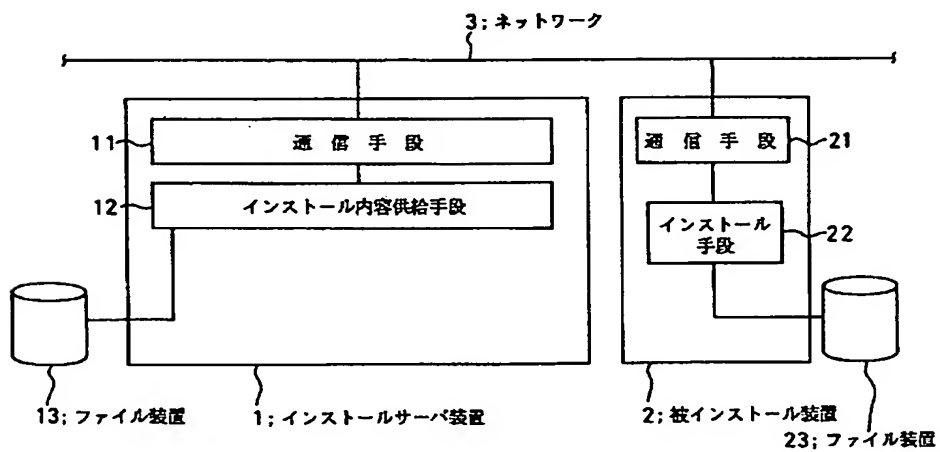 3;ネットワーク
11
通信手段
通信手段
21
12
インストール内容供給手段
インストール
手段
22
13;ファイル装置
1;インストールサーバ装置
2;被インストール装置
23;ファイル装置